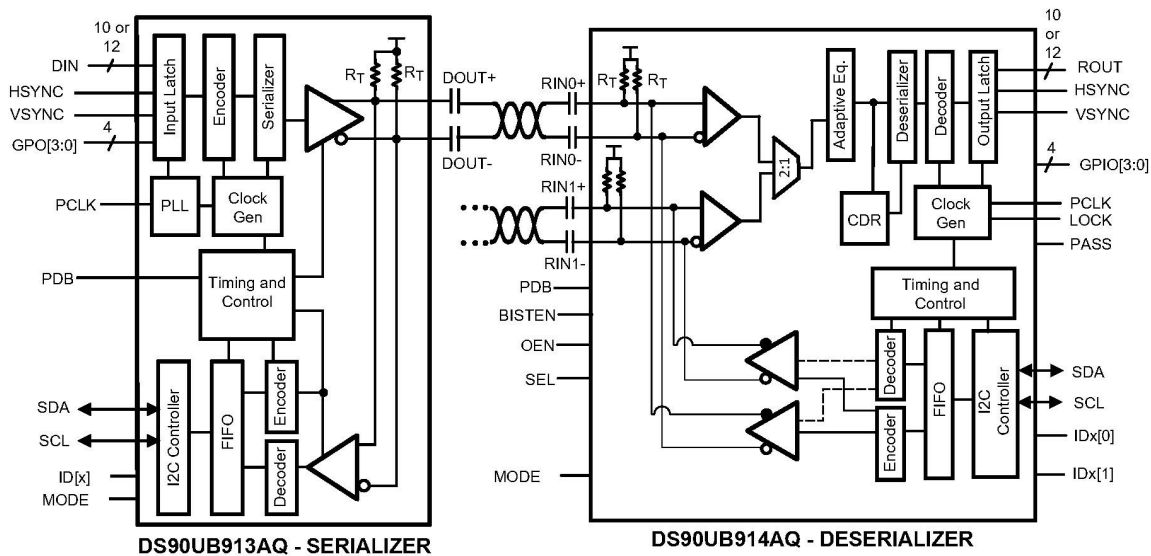 10 or
12
DIN
HSYNC
VSYNC
GPO[3:0]
4
PCLK
PDB
SDA
SCL
ID[x]
MODE
Input Latch
Encoder
Serializer
RT
RT
PLL
Clock
Gen
Timing and
Control
I2C Controller
FIFO
Encoder
Decoder
DOUT+
DOUT-
RIN0+
RIN0-
RIN1+
RIN1-
PDB
BISTEN
OEN
SEL
MODE
RT
RT
2:1
Adaptive Eq.
Deserializer
Decoder
Output Latch
CDR
Clock
Gen
Timing and
Control
Decoder
Encoder
FIFO
I2C
Controller
10
or
12
ROUT
HSYNC
VSYNC
4
GPIO[3:0]
PCLK
LOCK
PASS
SDA
SCL
IDx[0]
IDx[1]
DS90UB913AQ - SERIALIZER
DS90UB914AQ - DESERIALIZER